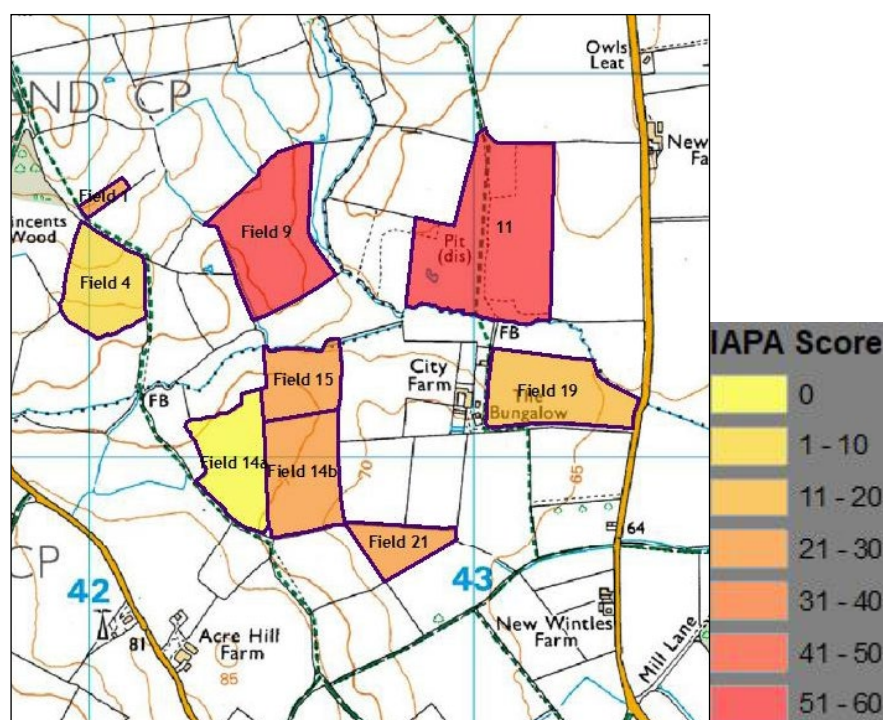 Owls
Leat
ND CP
New
Fa
Field 1
incents
Wood
Field 9
11
Pit
(dis)
Field 4
FB
Field 15
City
Farm
Field 19
The
Bungalow
FB
Field 14a
Field 14b
70
65
Field 21
64
CP
42
43
81
Acre Hill
Farm
85
New Wintles
Farm
Mill Lane
IAPA Score
0
1 - 10
11 - 20
21 - 30
31 - 40
41 - 50
51 - 60